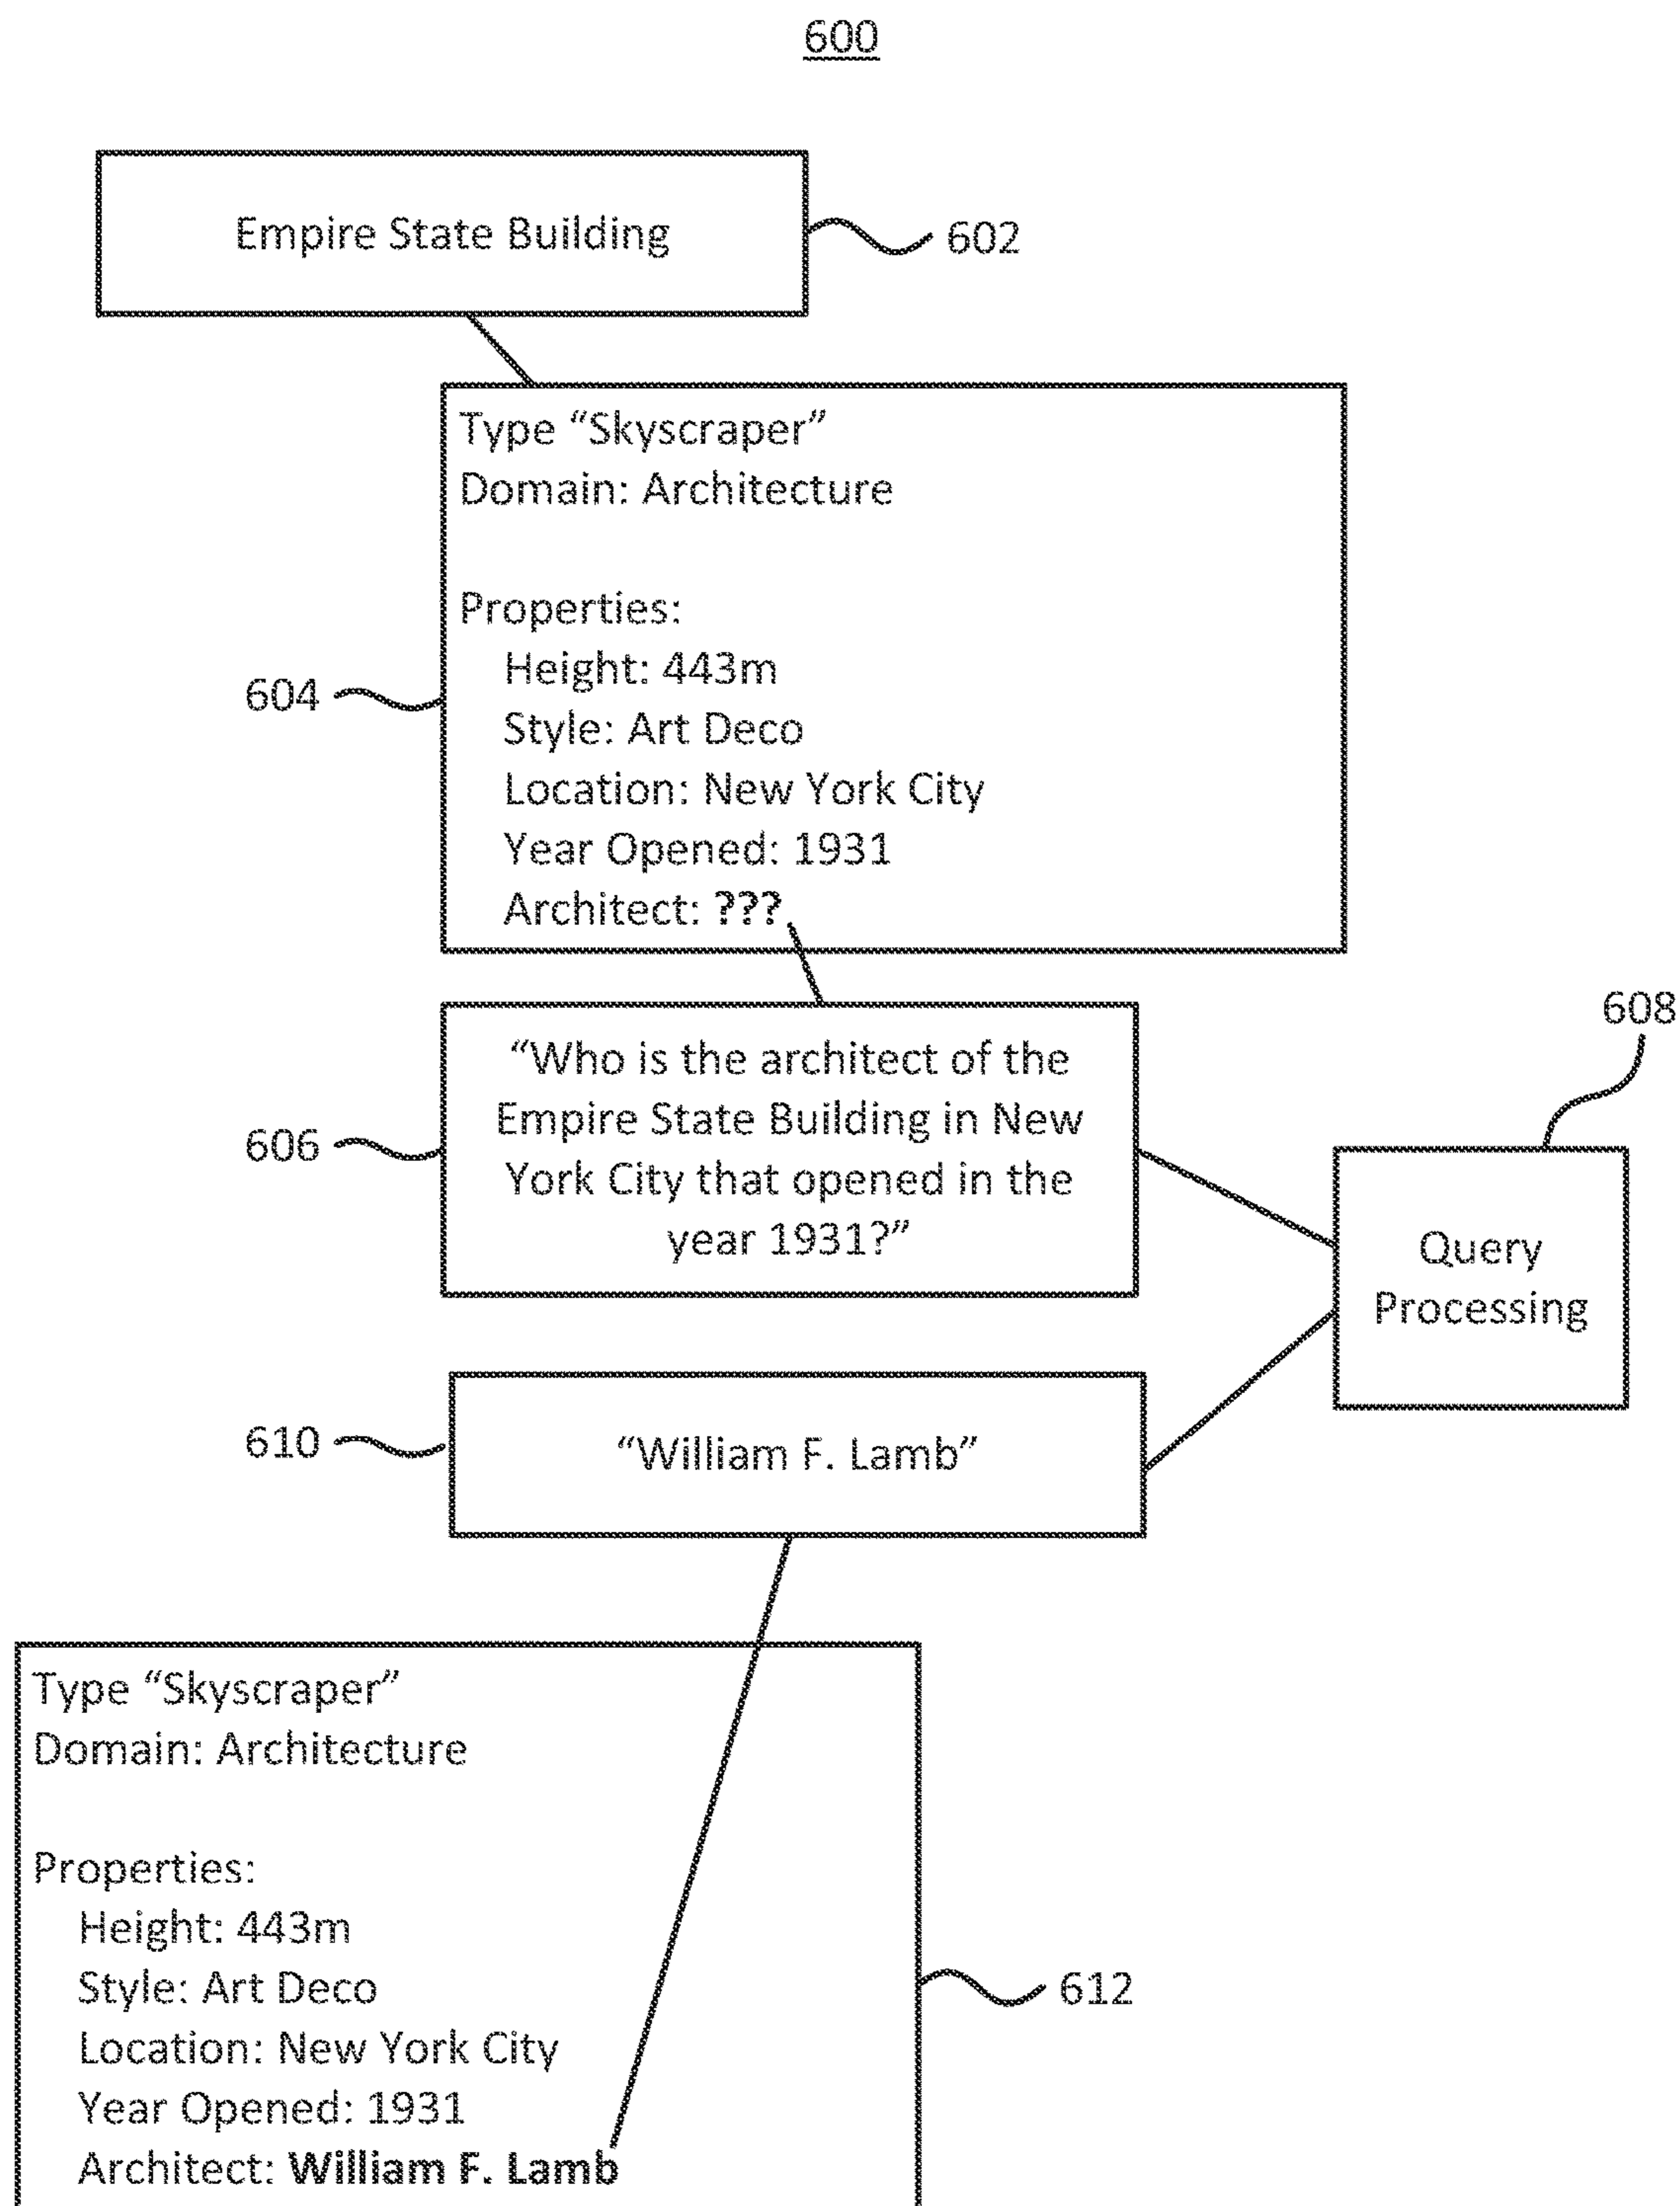 600
Empire State Building
602
Type “Skyscraper”
Domain: Architecture
Properties:
Height: 443m
Style: Art Deco
Location: New York City
Year Opened: 1931
Architect: ???
604
608
“Who is the architect of the
Empire State Building in New
York City that opened in the
year 1931?”
606
Query
Processing
610
“William F. Lamb”
Type “Skyscraper”
Domain: Architecture
Properties:
Height: 443m
Style: Art Deco
Location: New York City
Year Opened: 1931
Architect: William F. Lamb
612